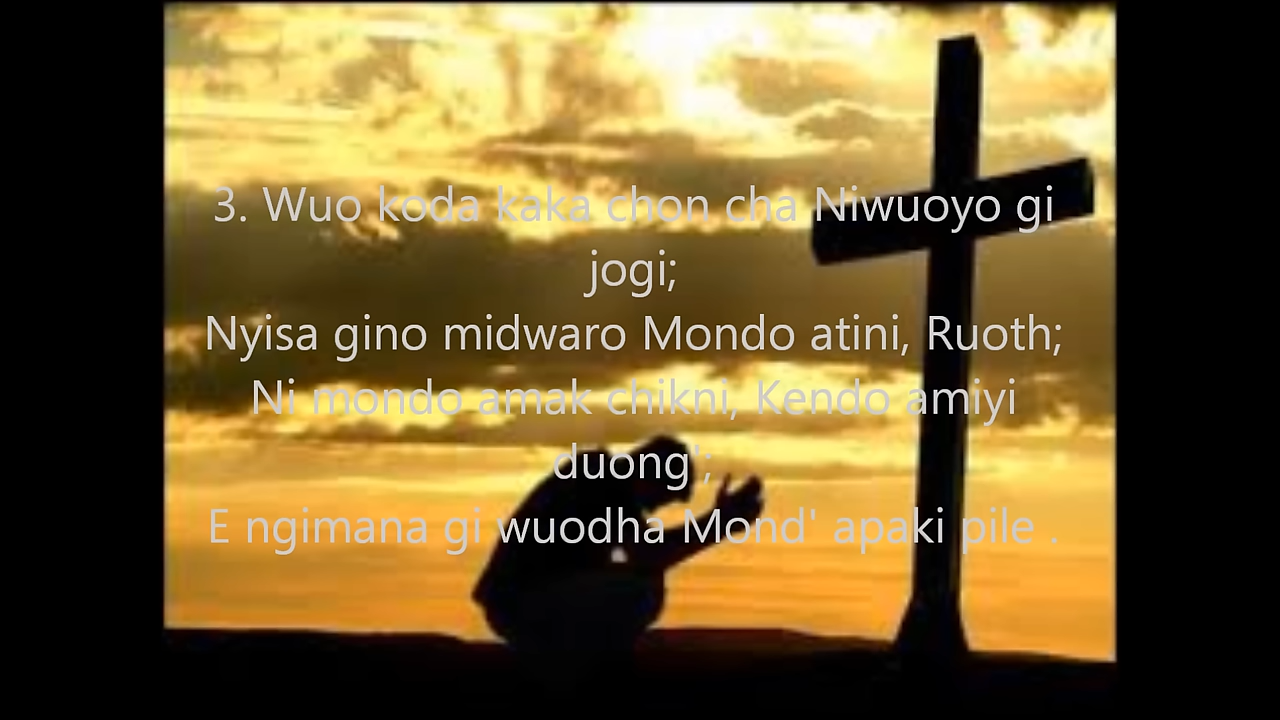 3. Wuo koda kaka chon cha Niwuoyo gi
jogi;
Nyisa gino midwaro Mondo atini, Ruoth;
Ni mondo amak chikni, Kendo amiyi
duong';
E ngimana gi wuodha Mond' apaki pile .